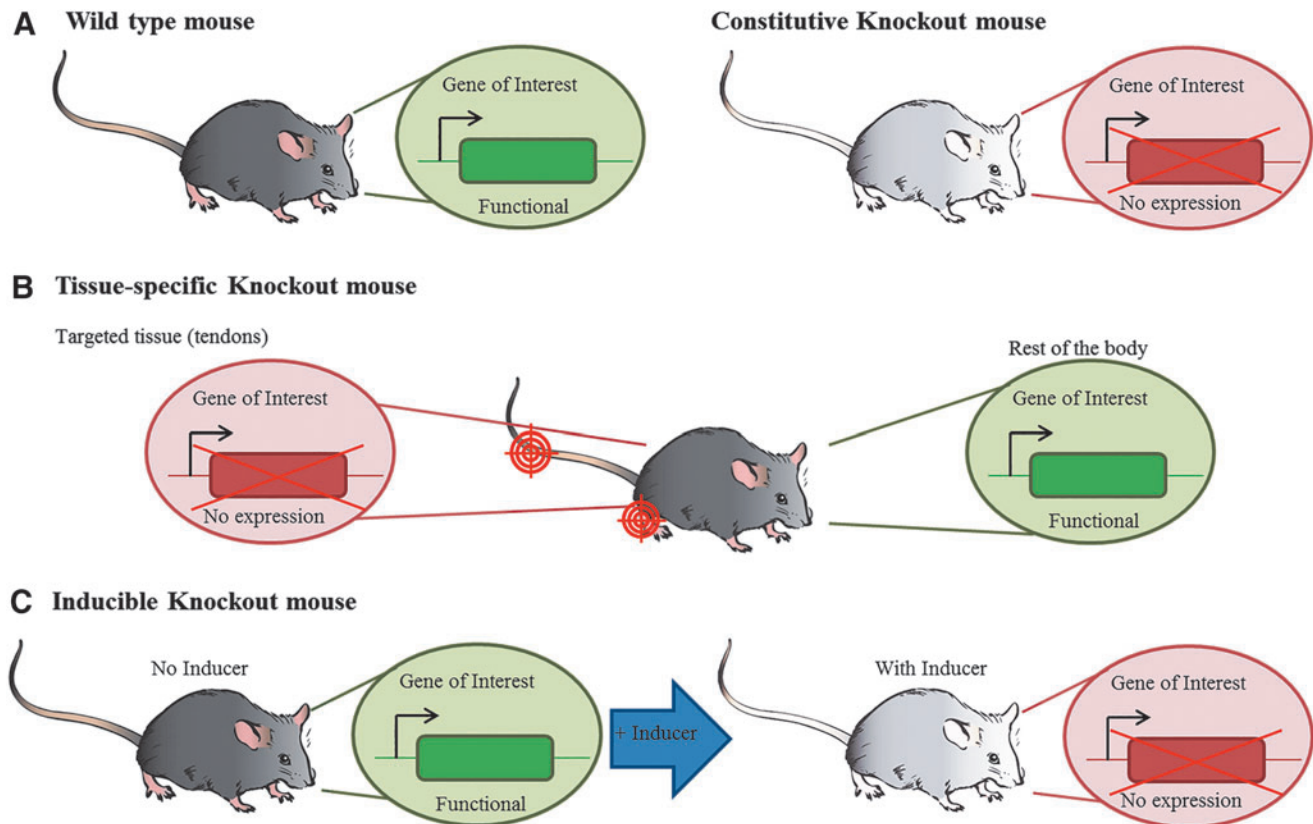 A Wild type mouse
Constitutive Knockout mouse
Gene of Interest
Functional
Gene of Interest
No expression
B Tissue-specific Knockout mouse
Targeted tissue (tendons)
Gene of Interest
No expression
Rest of the body
Gene of Interest
Functional
C Inducible Knockout mouse
No Inducer
Gene of Interest
Functional
+ Inducer
With Inducer
Gene of Interest
No expression